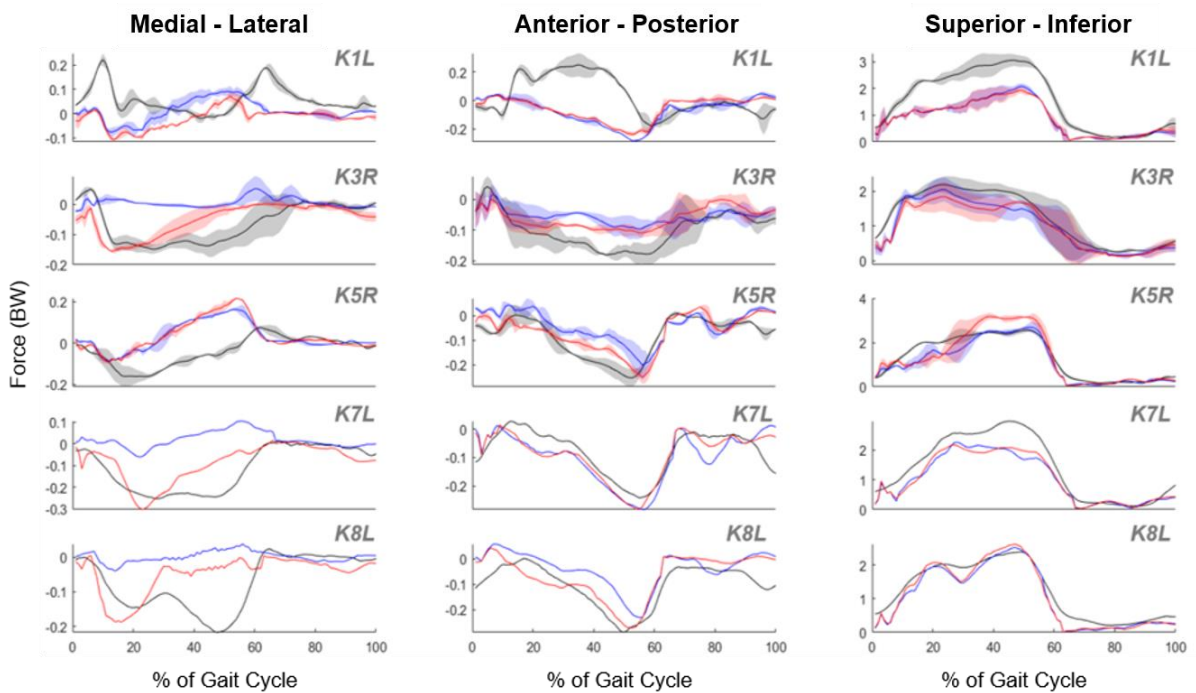 Medial - Lateral Anterior - Posterior Superior - Inferior
K1L K1L K1L
0.2 0.1 0 -0.1
0.2 0 -0.2
3 2 1 0
K3R K3R K3R
0 -0.1 -0.2
0 -0.1 -0.2
2 1 0
K5R K5R K5R
0.2 0 -0.2
0 -0.1 -0.2
4 2 0
Force (BW)
K7L K7L K7L
0.1 0 -0.1 -0.2 -0.3
0 -0.1 -0.2
2 1 0
K8L K8L K8L
0 -0.1 -0.2
0 -0.1 -0.2
2 1 0
0 20 40 60 80 100 0 20 40 60 80 100 0 20 40 60 80 100
% of Gait Cycle % of Gait Cycle % of Gait Cycle